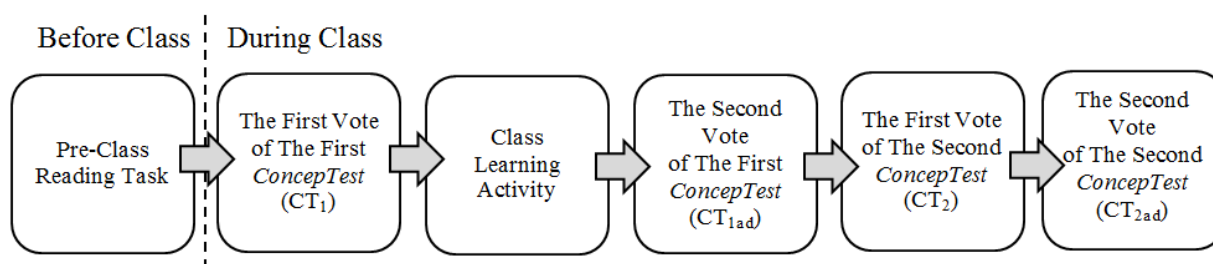 Before Class
During Class
Pre-Class
Reading Task
The First Vote
of The First
ConcepTest
(CT1)
Class
Learning
Activity
The Second
Vote
of The First
ConcepTest
(CT1ad)
The First Vote
of The Second
ConcepTest
(CT2)
The Second
Vote
of The Second
ConcepTest
(CT2ad)